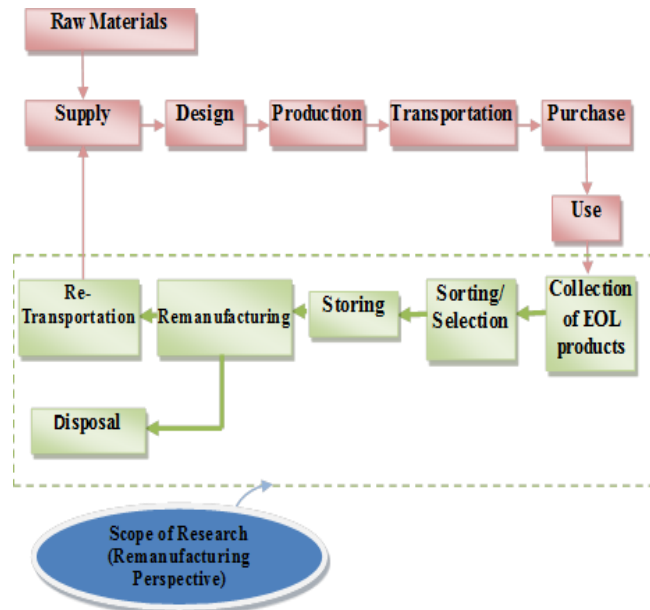 Raw Materials
Supply
Design
Production
Transportation
Purchase
Use
Re-
Transportation
Remanufacturing
Storing
Sorting/
Selection
Collection
of EOL
products
Disposal
Scope of Research
(Remanufacturing
Perspective)